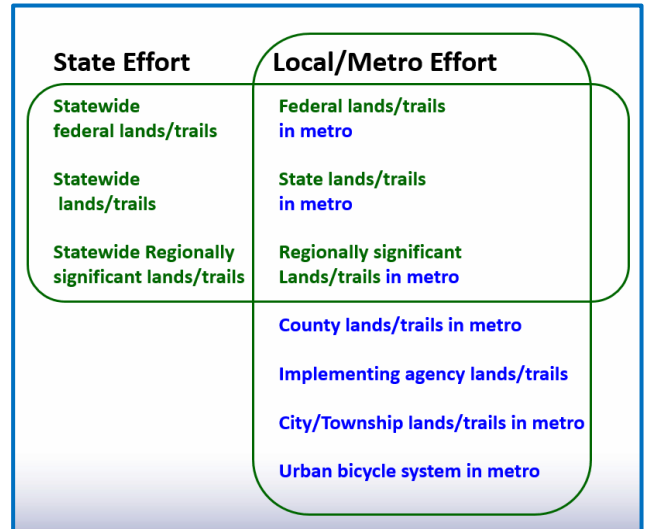 State Effort
Local/Metro Effort
Statewide
federal lands/trails
Federal lands/trails
in metro
Statewide
lands/trails
State lands/trails
in metro
Statewide Regionally
significant lands/trails
Regionally significant
Lands/trails in metro
County lands/trails in metro
Implementing agency lands/trails
City/Township lands/trails in metro
Urban bicycle system in metro